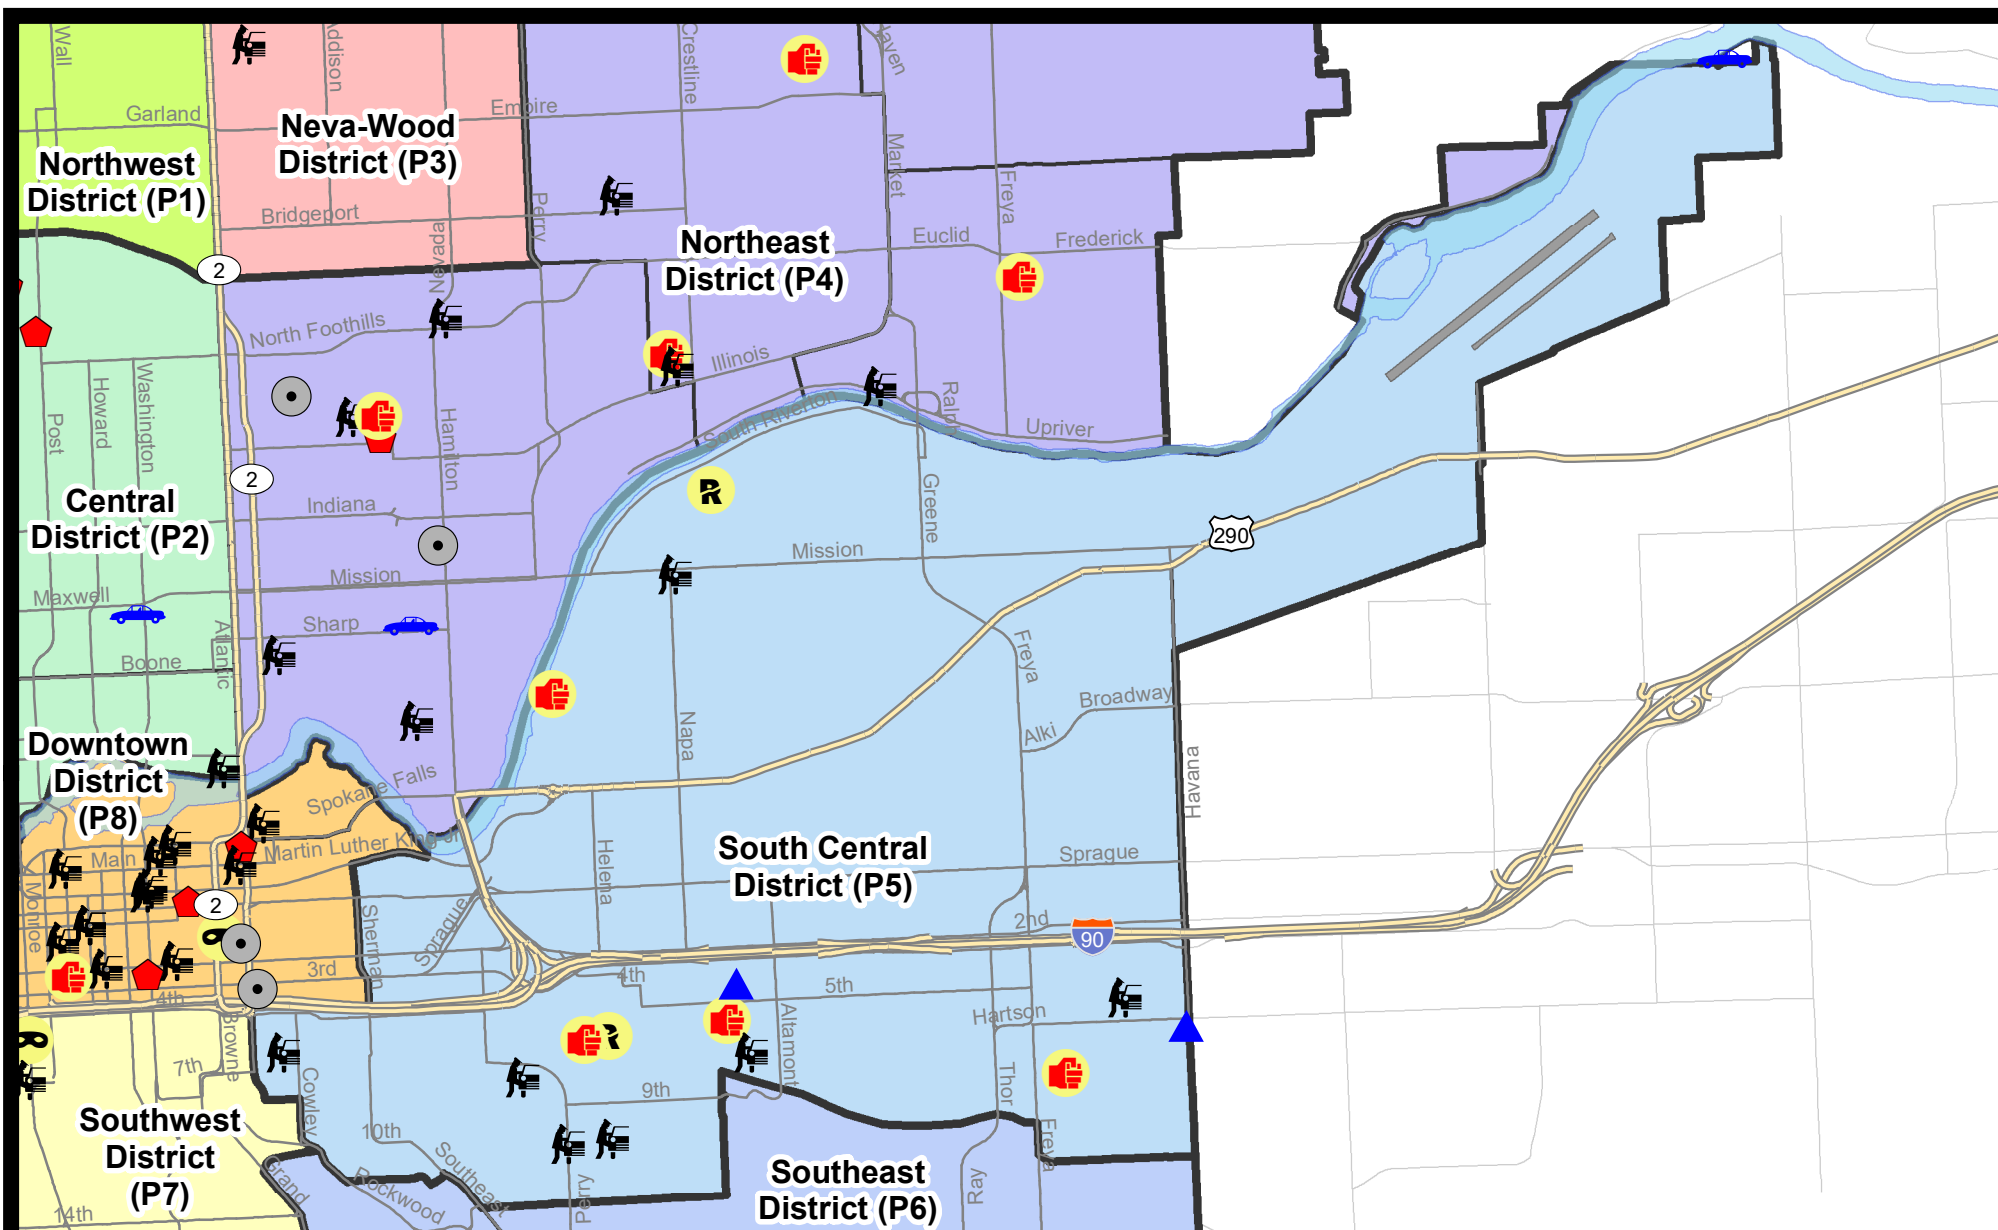 Wall
Addison
Crestline
Haven
Garland
Empire
Neva-Wood
District (P3)
Northwest
District (P1)
Market
Freya
Perry
Bridgeport
Nevada
Northeast
District (P4)
Euclid
Frederick
2
North Foothills
Illinois
Howard
Washington
Post
Hamilton
South Riverton
Ralph
Upriver
2
Central
District (P2)
Indiana
Greene
R
290
Mission
Mission
Maxwell
Sharp
Atlantic
Boone
Freya
Broadway
Alki
Napa
Havana
Downtown
District
(P8)
Spokane Falls
Main
Martin Luther King Jr
Helena
South Central
District (P5)
Sprague
Monroe
2
Sherman
Sprague
2nd
90
3rd
4th
5th
4th
Altamont
Hartson
R
Browne
7th
Cowley
9th
Thor
Southwest
District
(P7)
10th
Southeast
Freya
Grand
Rockwood
Perry
Southeast
District (P6)
Ray
14th